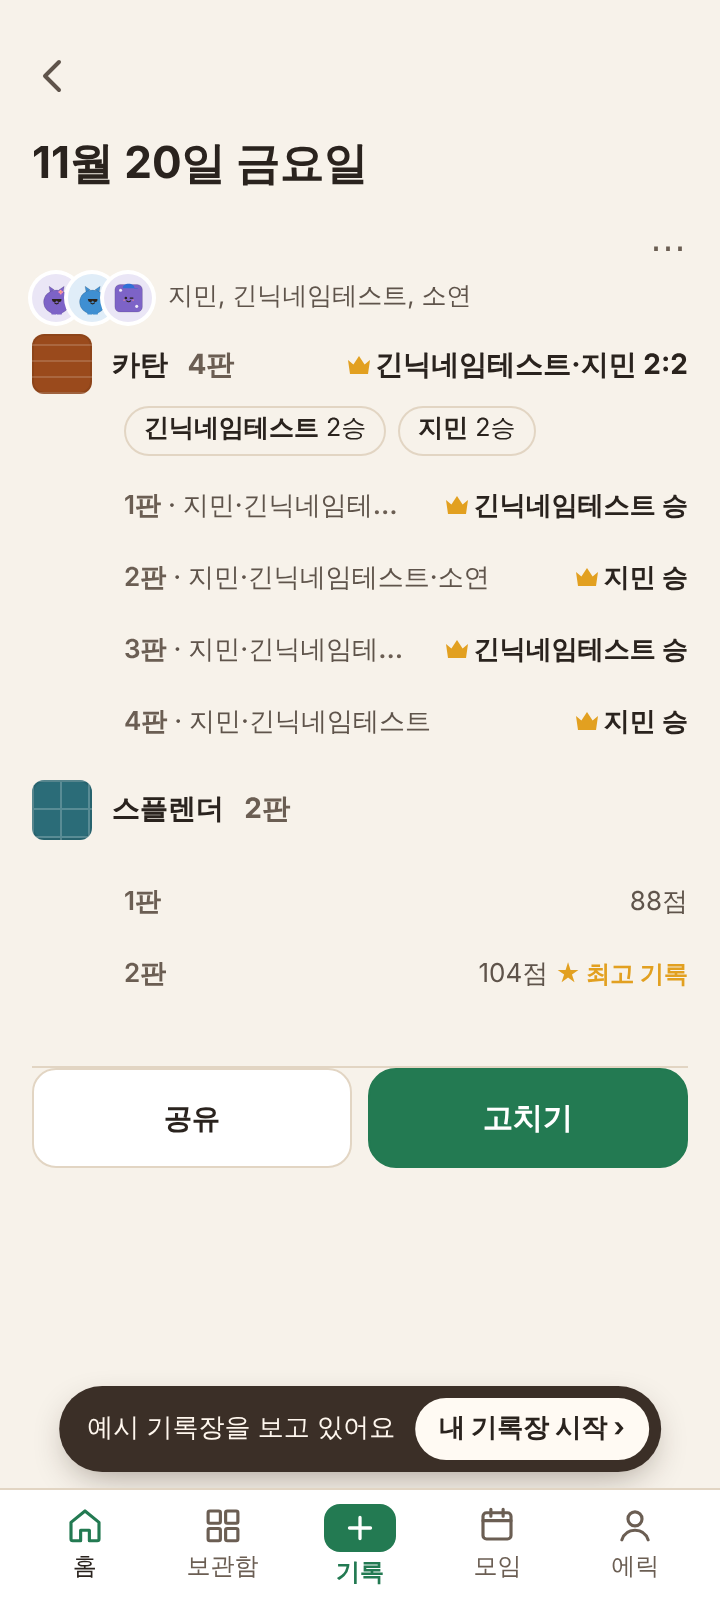 11월 20일 금요일
…
지민, 긴닉네임테스트, 소연
카탄 4판 긴닉네임테스트·지민 2:2
긴닉네임테스트 2승 지민 2승
1판 · 지민·긴닉네임테… 긴닉네임테스트 승
2판 · 지민·긴닉네임테스트·소연 지민 승
3판 · 지민·긴닉네임테… 긴닉네임테스트 승
4판 · 지민·긴닉네임테스트 지민 승
스플렌더 2판
1판 88점
2판 104점 ★ 최고 기록
공유 고치기
예시 기록장을 보고 있어요 내 기록장 시작 ›
홈 보관함 기록 모임 에릭